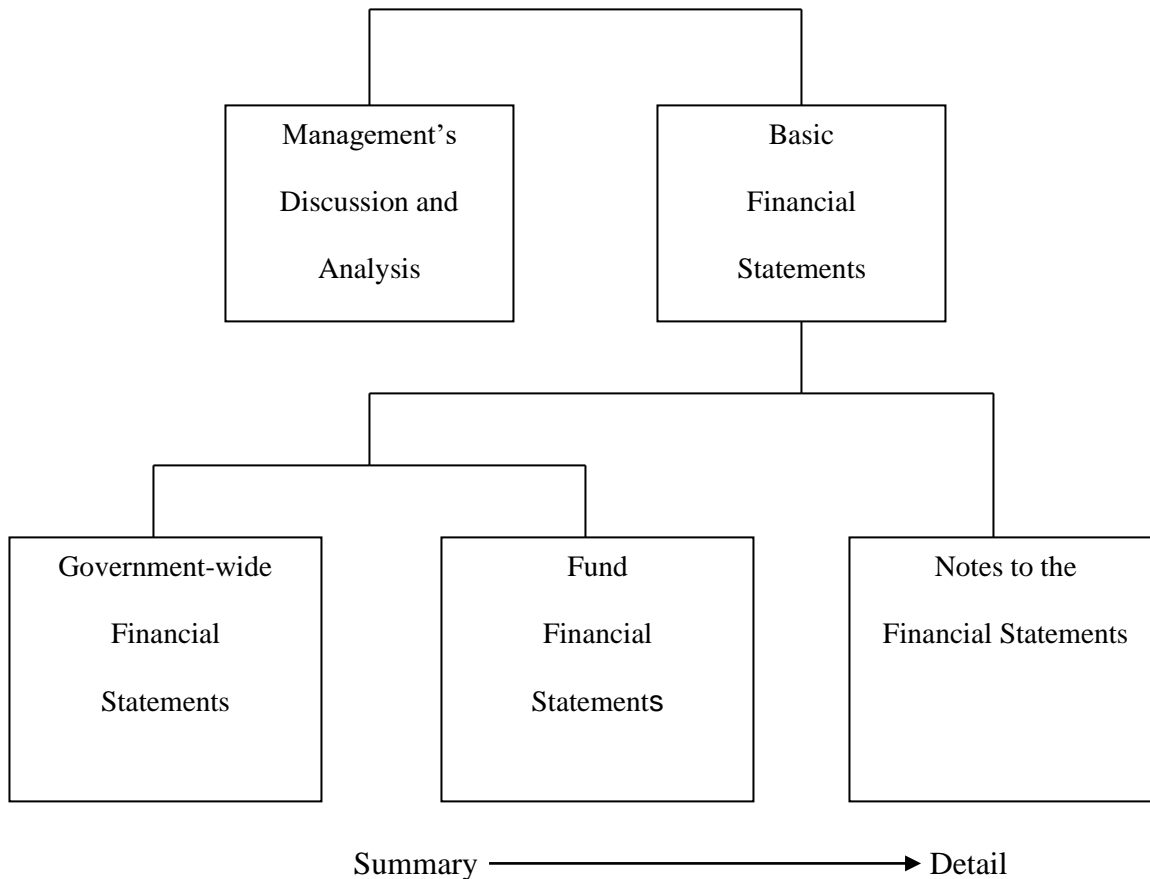 Management’s
Discussion and
Analysis
Basic
Financial
Statements
Government-wide
Financial
Statements
Fund
Financial
Statements
Notes to the
Financial Statements
Summary
Detail